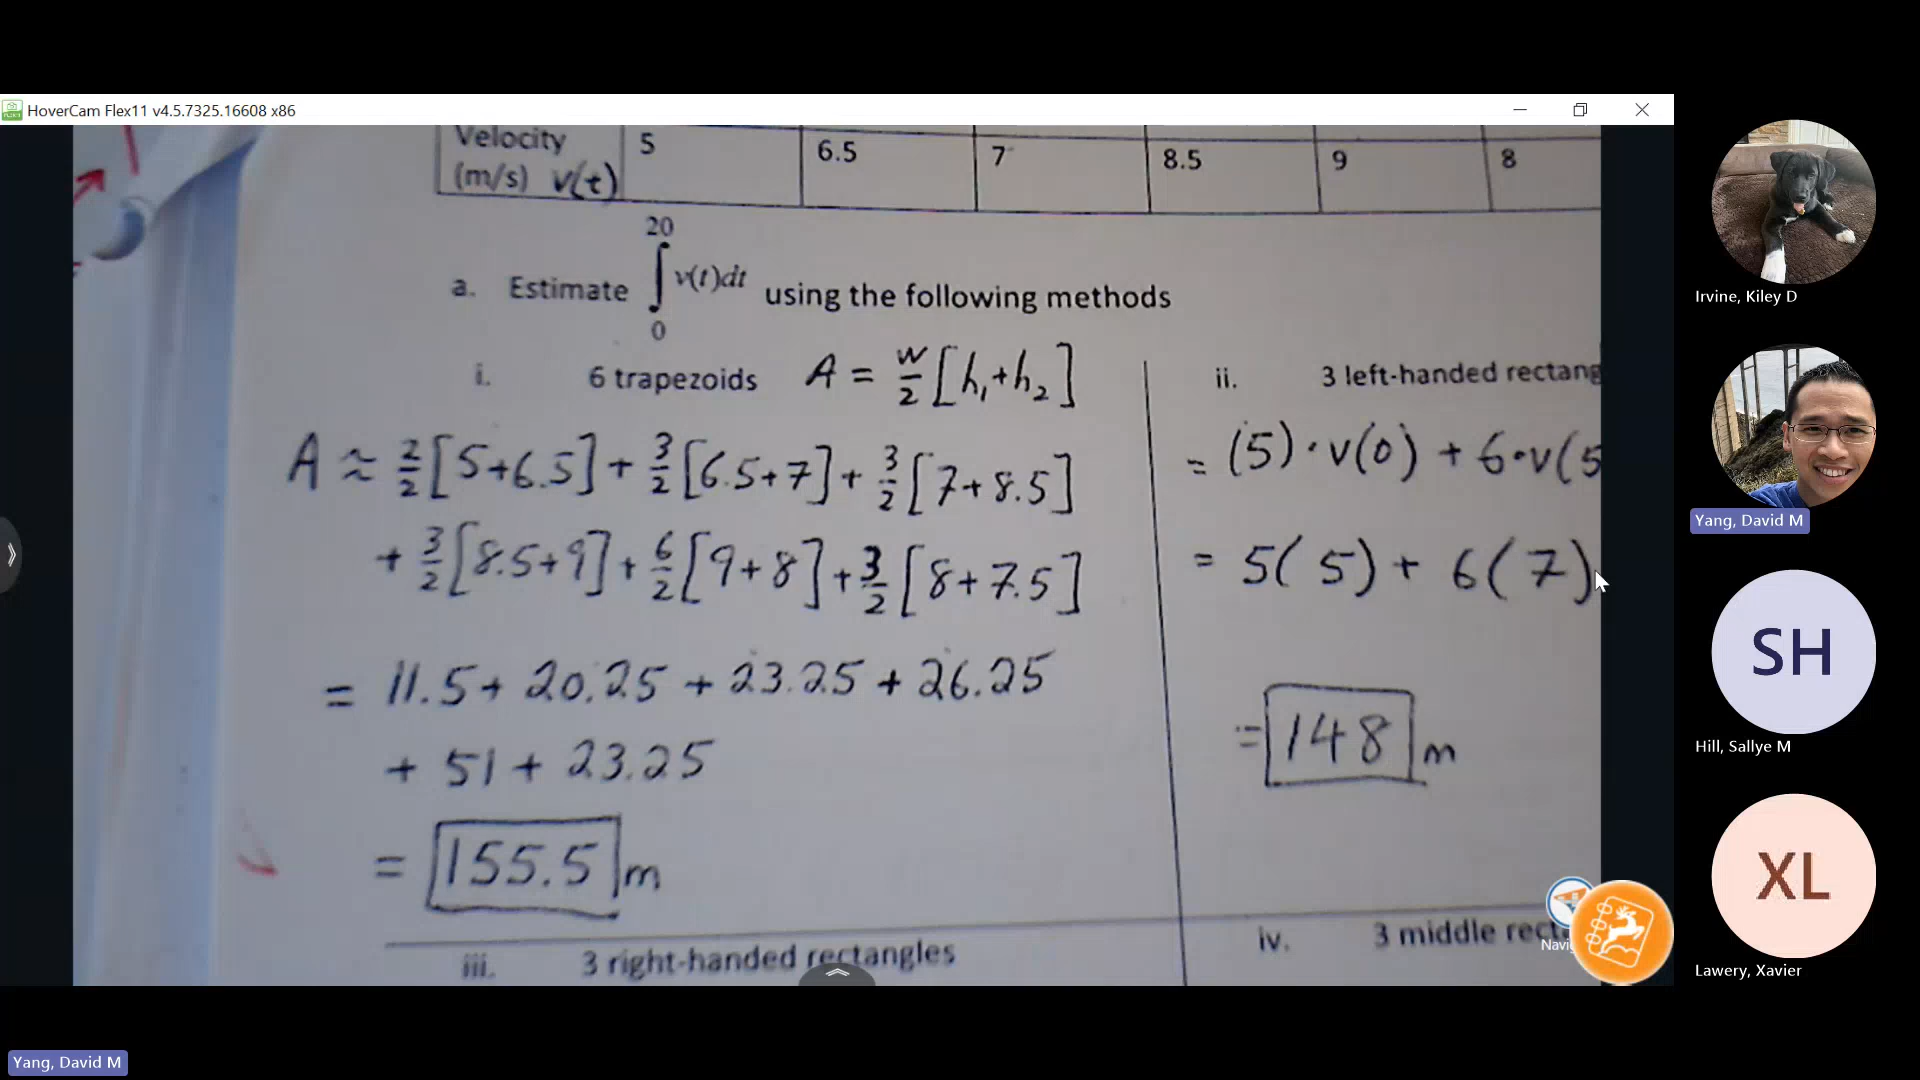 HoverCam Flex11 v4.5.7325.16608 x86
Velocity (m/s) v(t) 5 6.5 7 8.5 9 8
a. Estimate ∫₀²⁰ v(t)dt using the following methods
i. 6 trapezoids A = w/2 [h₁+h₂]
A ≈ 2/2 [5+6.5] + 3/2 [6.5+7] + 3/2 [7+8.5]
+ 3/2 [8.5+9] + 6/2 [9+8] + 3/2 [8+7.5]
= 11.5 + 20.25 + 23.25 + 26.25
+ 51 + 23.25
= 155.5 m
ii. 3 left-handed rectang
= (5)·v(0) + 6·v(5
= 5(5) + 6(7)
= 148 m
iii. 3 right-handed rectangles
iv. 3 middle rect
Navi
Irvine, Kiley D
Yang, David M
SH
Hill, Sallye M
XL
Lawery, Xavier
Yang, David M